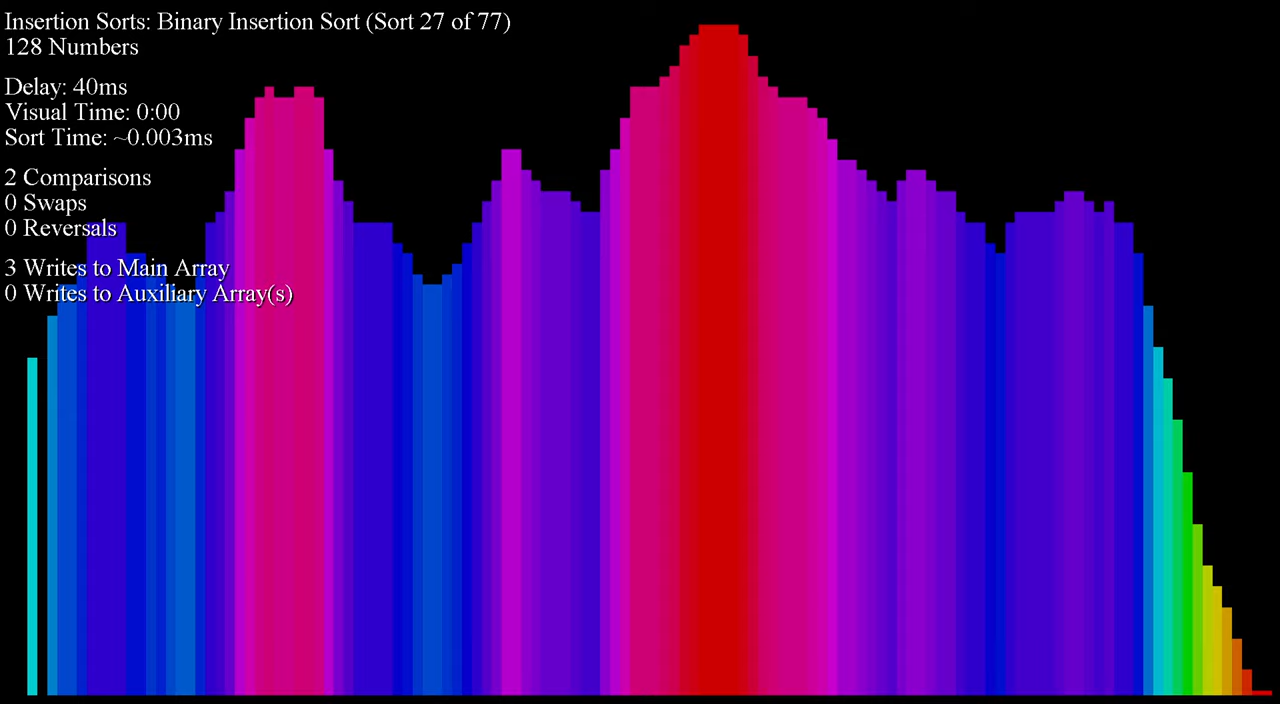 Insertion Sorts: Binary Insertion Sort (Sort 27 of 77)
128 Numbers
Delay: 40ms
Visual Time: 0:00
Sort Time: ~0.003ms
2 Comparisons
0 Swaps
0 Reversals
3 Writes to Main Array
0 Writes to Auxiliary Array(s)